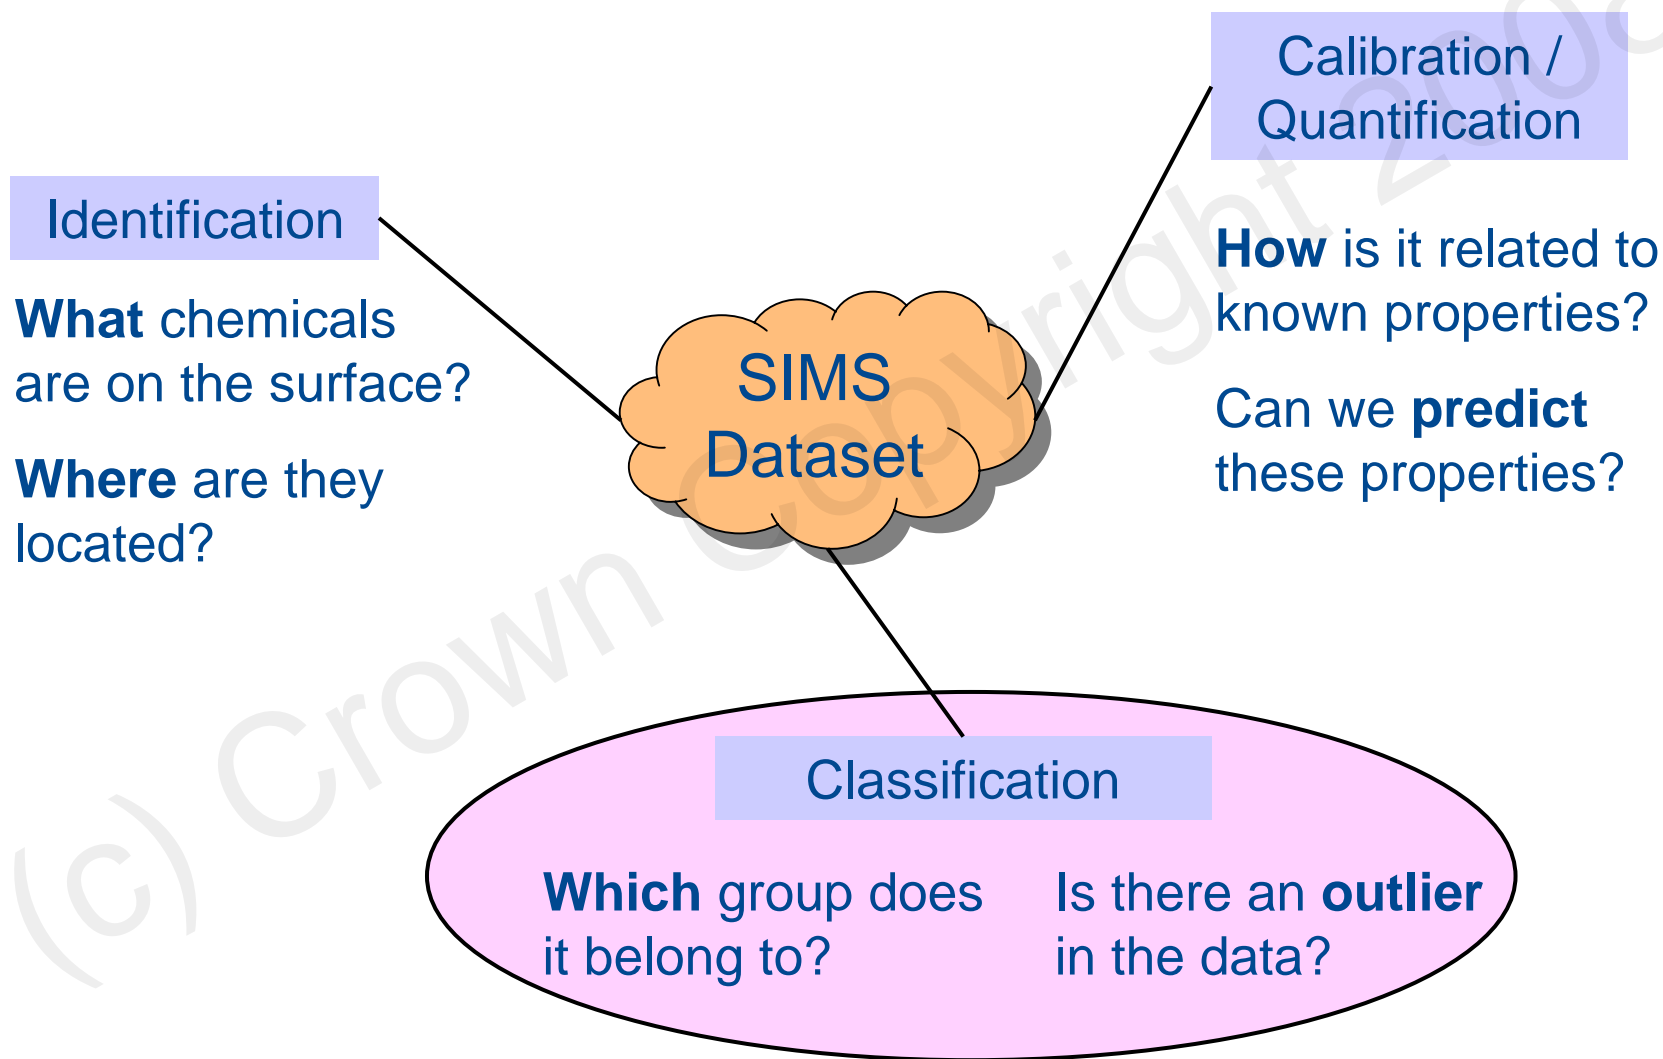 Calibration /
Quantification
Identification
How is it related to
known properties?
What chemicals
are on the surface?
SIMS
Dataset
Can we predict
these properties?
Where are they
located?
Classification
Which group does
it belong to?
Is there an outlier
in the data?
(c) Crown Copyright 2008